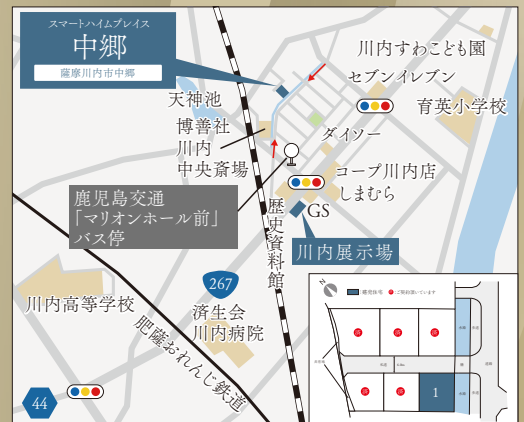 スマートハイムプレイス
中郷
薩摩川内市中郷
川内すわこども園
セブンイレブン
育英小学校
天神池
博善社
川内
中央斎場
ダイソー
コープ川内店
しまむら
鹿児島交通
「マリオンホール前」
バス停
GS
歴史資料館
川内展示場
267
川内高等学校
済生会
川内病院
肥薩おれんじ鉄道
44
N
済
済
済
済
済
1